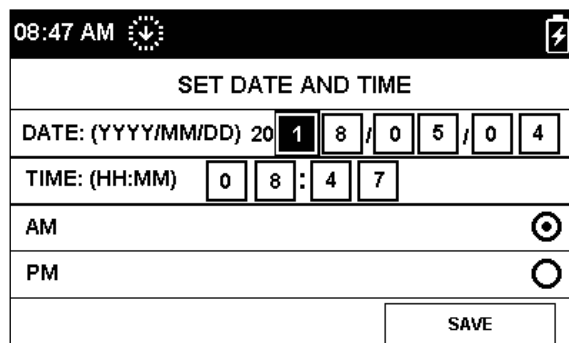 08:47 AM
SET DATE AND TIME
DATE: (YYYY/MM/DD) 20 1 8 / 0 5 / 0 4
TIME: (HH:MM) 0 8 : 4 7
AM
PM
SAVE